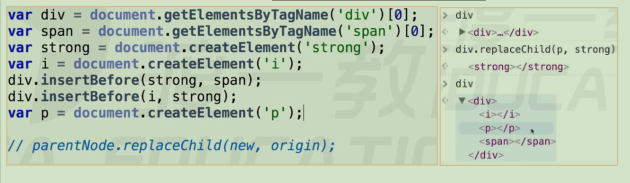 var div = document.getElementsByTagName('div')[0];
var span = document.getElementsByTagName('span')[0];
var strong = document.createElement('strong');
var i = document.createElement('i');
div.insertBefore(strong, span);
div.insertBefore(i, strong);
var p = document.createElement('p');
// parentNode.replaceChild(new, origin);
> div
<· ▶<div>…</div>
> div.replaceChild(p, strong)
<· <strong></strong>
> div
<· ▼<div>
<i></i>
<p></p>
<span></span>
</div>